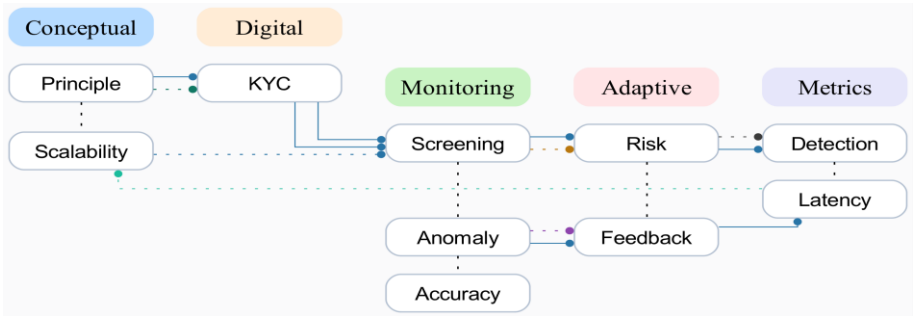 Conceptual
Digital
Principle
KYC
Monitoring
Adaptive
Metrics
Scalability
Screening
Risk
Detection
Latency
Anomaly
Feedback
Accuracy